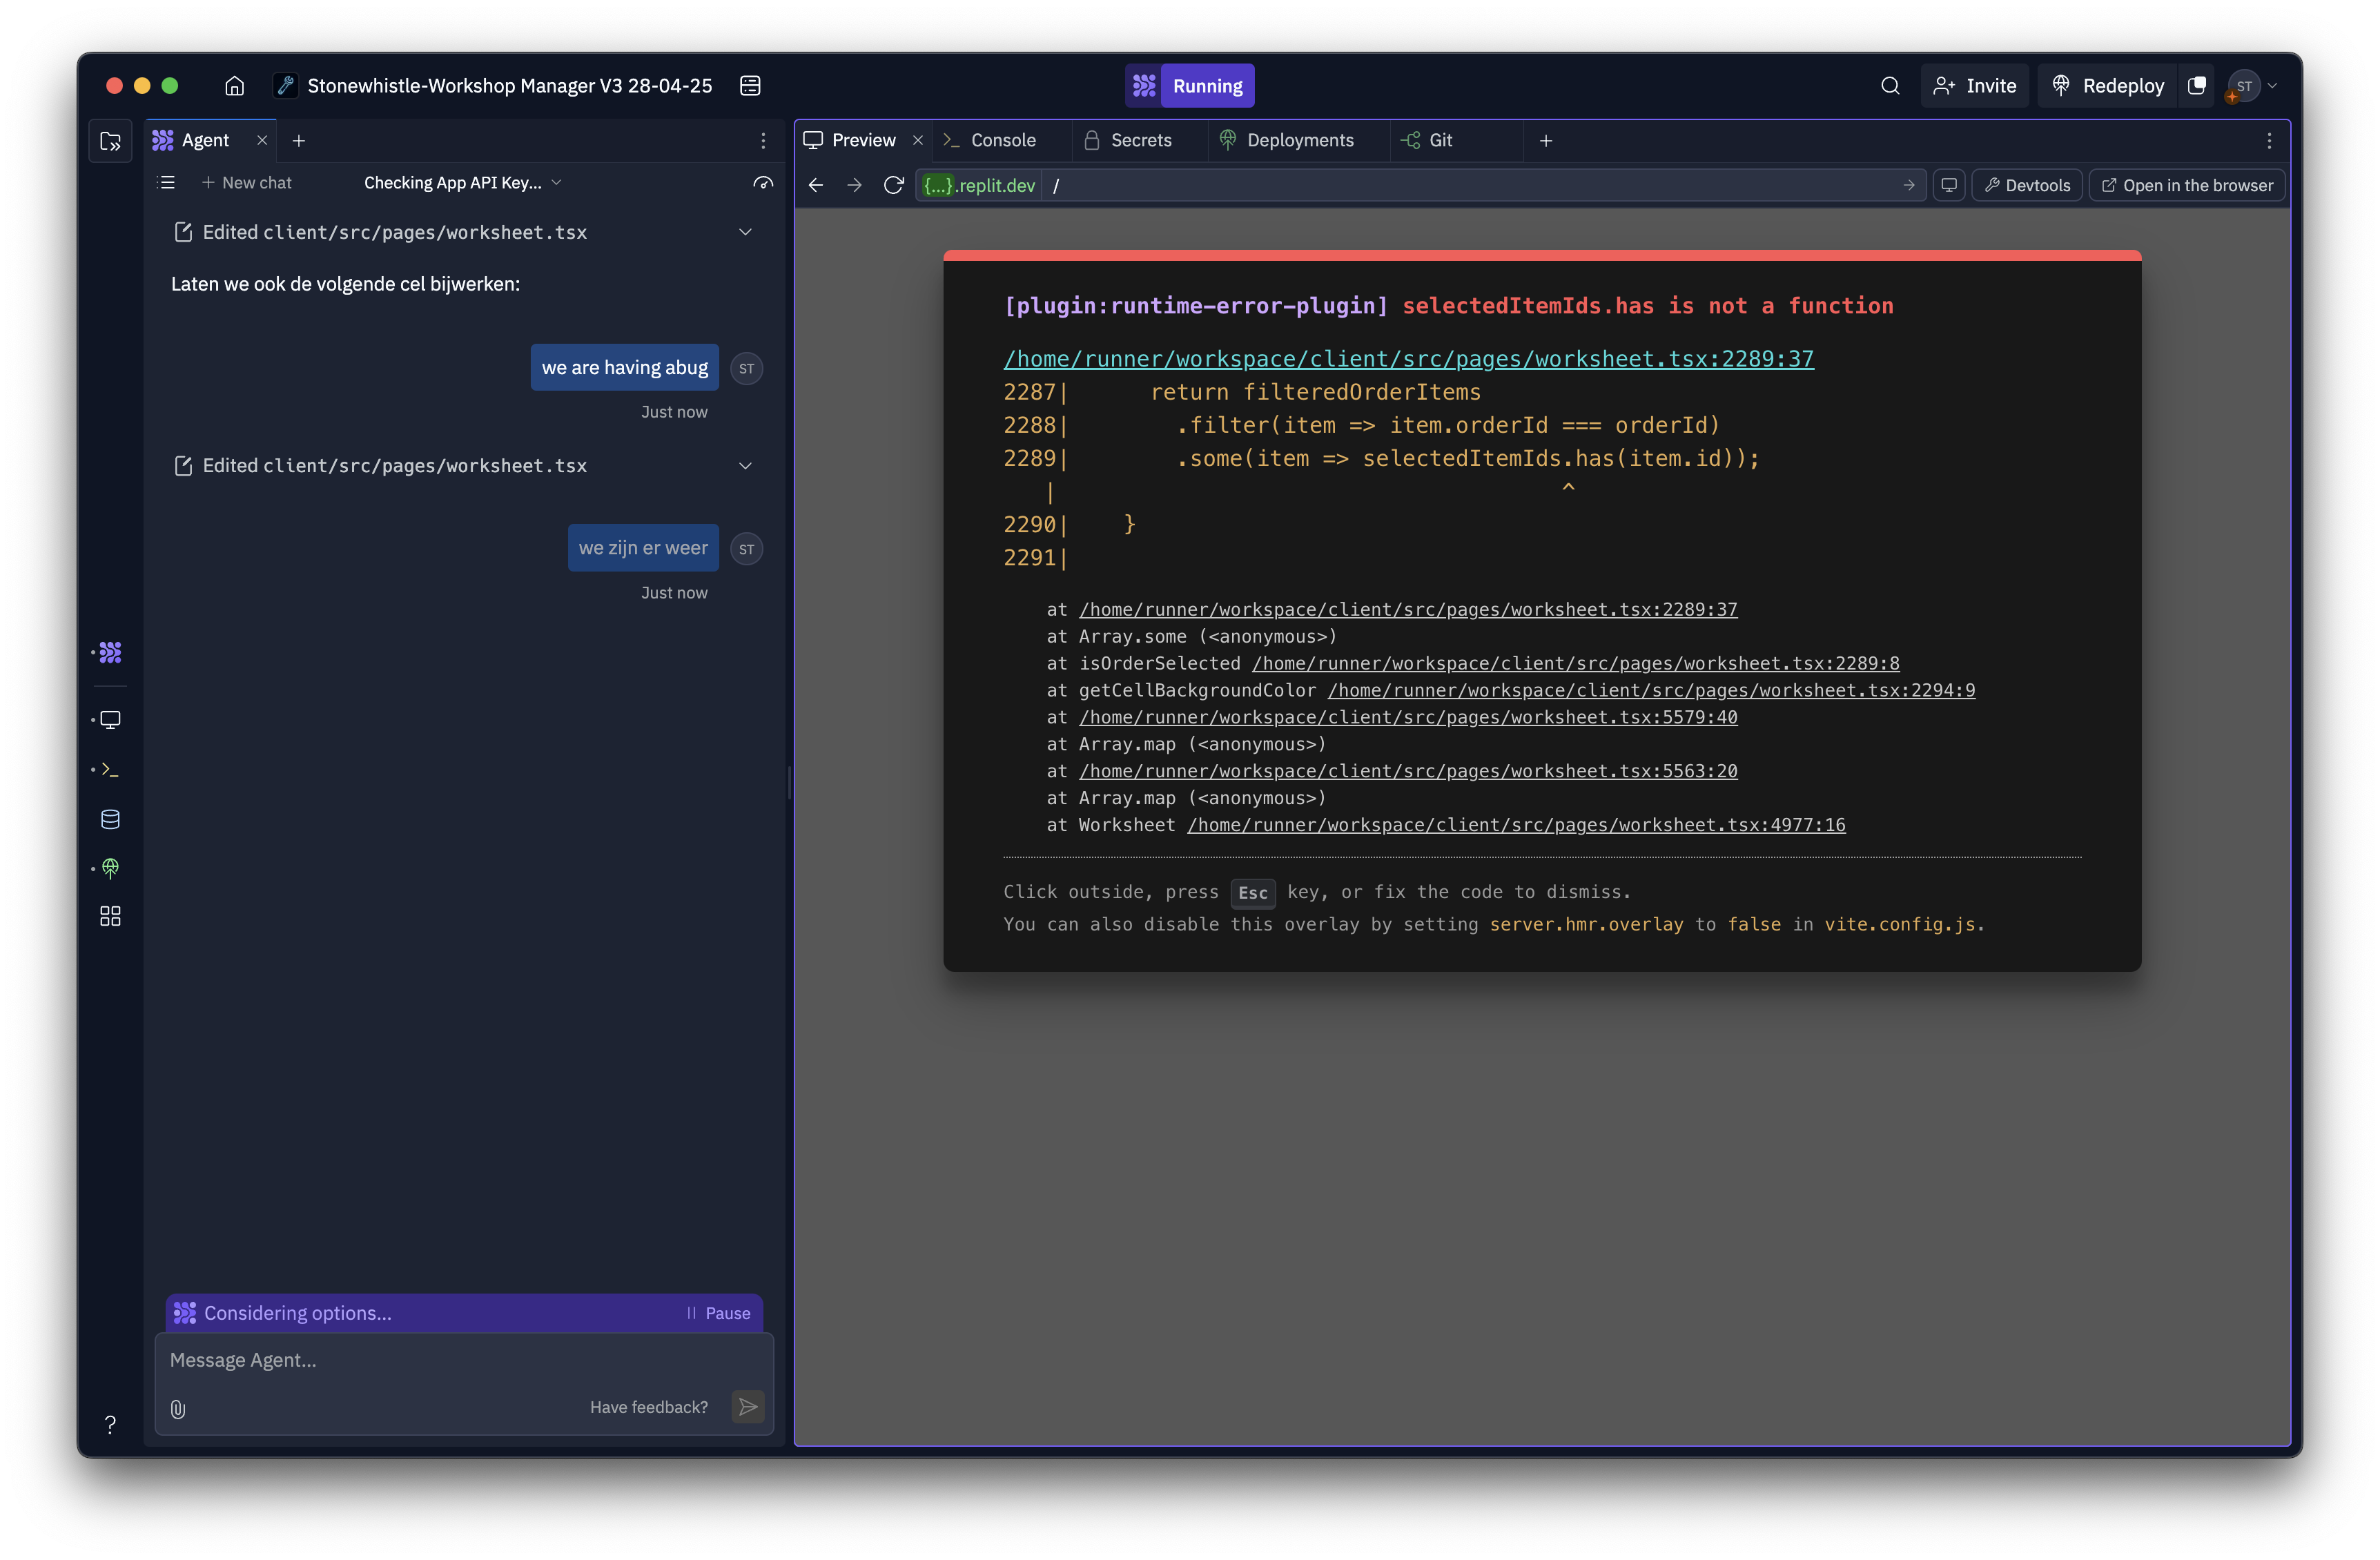 Stonewhistle-Workshop Manager V3 28-04-25
Running
Invite
Redeploy
ST
Agent
New chat
Checking App API Key...
Edited client/src/pages/worksheet.tsx
Laten we ook de volgende cel bijwerken:
we are having abug
ST
Just now
Edited client/src/pages/worksheet.tsx
we zijn er weer
ST
Just now
Considering options...
Pause
Message Agent...
Have feedback?
?
Preview
Console
Secrets
Deployments
Git
{...}.replit.dev
/
Devtools
Open in the browser
[plugin:runtime-error-plugin] selectedItemIds.has is not a function
/home/runner/workspace/client/src/pages/worksheet.tsx:2289:37
2287|      return filteredOrderItems
2288|        .filter(item => item.orderId === orderId)
2289|        .some(item => selectedItemIds.has(item.id));
|                                     ^
2290|    }
2291|
at /home/runner/workspace/client/src/pages/worksheet.tsx:2289:37
at Array.some (<anonymous>)
at isOrderSelected /home/runner/workspace/client/src/pages/worksheet.tsx:2289:8
at getCellBackgroundColor /home/runner/workspace/client/src/pages/worksheet.tsx:2294:9
at /home/runner/workspace/client/src/pages/worksheet.tsx:5579:40
at Array.map (<anonymous>)
at /home/runner/workspace/client/src/pages/worksheet.tsx:5563:20
at Array.map (<anonymous>)
at Worksheet /home/runner/workspace/client/src/pages/worksheet.tsx:4977:16
Click outside, press Esc key, or fix the code to dismiss.
You can also disable this overlay by setting server.hmr.overlay to false in vite.config.js.